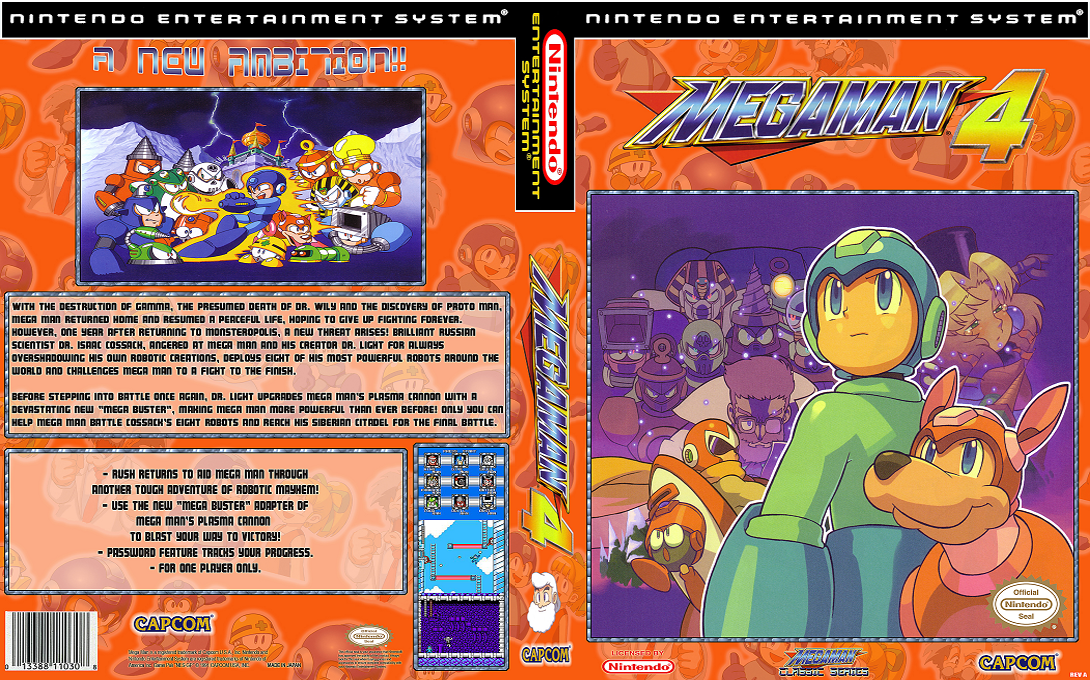 NINTENDO ENTERTAINMENT SYSTEM®
A NEW AMBITION!!
WITH THE DESTRUCTION OF GAMMA, THE PRESUMED DEATH OF DR. WILY AND THE DISCOVERY OF PROTO MAN,
MEGA MAN RETURNED HOME AND RESUMED A PEACEFUL LIFE, HOPING TO GIVE UP FIGHTING FOREVER.
HOWEVER, ONE YEAR AFTER RETURNING TO MONSTEROPOLIS, A NEW THREAT ARISES! BRILLIANT RUSSIAN
SCIENTIST DR. ISAAC COSSACK, ANGERED AT MEGA MAN AND HIS CREATOR DR. LIGHT FOR ALWAYS
OVERSHADOWING HIS OWN ROBOTIC CREATIONS, DEPLOYS EIGHT OF HIS MOST POWERFUL ROBOTS AROUND THE
WORLD AND CHALLENGES MEGA MAN TO A FIGHT TO THE FINISH.
BEFORE STEPPING INTO BATTLE ONCE AGAIN, DR. LIGHT UPGRADES MEGA MAN'S PLASMA CANNON WITH A
DEVASTATING NEW "MEGA BUSTER", MAKING MEGA MAN MORE POWERFUL THAN EVER BEFORE! ONLY YOU CAN
HELP MEGA MAN BATTLE COSSACK'S EIGHT ROBOTS AND REACH HIS SIBERIAN CITADEL FOR THE FINAL BATTLE.
- RUSH RETURNS TO AID MEGA MAN THROUGH
ANOTHER TOUGH ADVENTURE OF ROBOTIC MAYHEM!
- USE THE NEW "MEGA BUSTER" ADAPTER OF
MEGA MAN'S PLASMA CANNON
TO BLAST YOUR WAY TO VICTORY!
- PASSWORD FEATURE TRACKS YOUR PROGRESS.
- FOR ONE PLAYER ONLY.
0 13388 11030 8
CAPCOM®
MADE IN JAPAN
Official
Nintendo
Seal
Nintendo®
ENTERTAINMENT
SYSTEM®
MEGAMAN 4
CAPCOM
NINTENDO ENTERTAINMENT SYSTEM®
MEGAMAN 4
Official
Nintendo
Seal
LICENSED BY
Nintendo®
MEGAMAN
CLASSIC SERIES
CAPCOM®
REV A